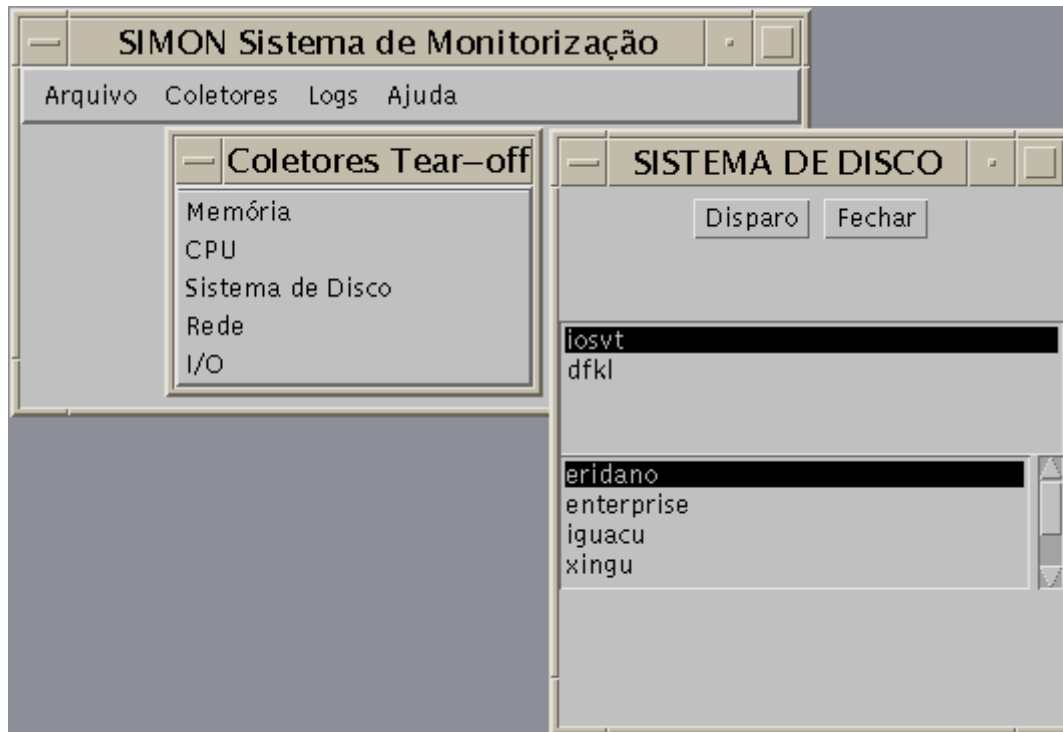 SIMON Sistema de Monitorização
Arquivo Coletores Logs Ajuda
Coletores Tear-off
Memória
CPU
Sistema de Disco
Rede
I/O
SISTEMA DE DISCO
Disparo Fechar
iosvt
dfkl
eridano
enterprise
iguacu
xingu